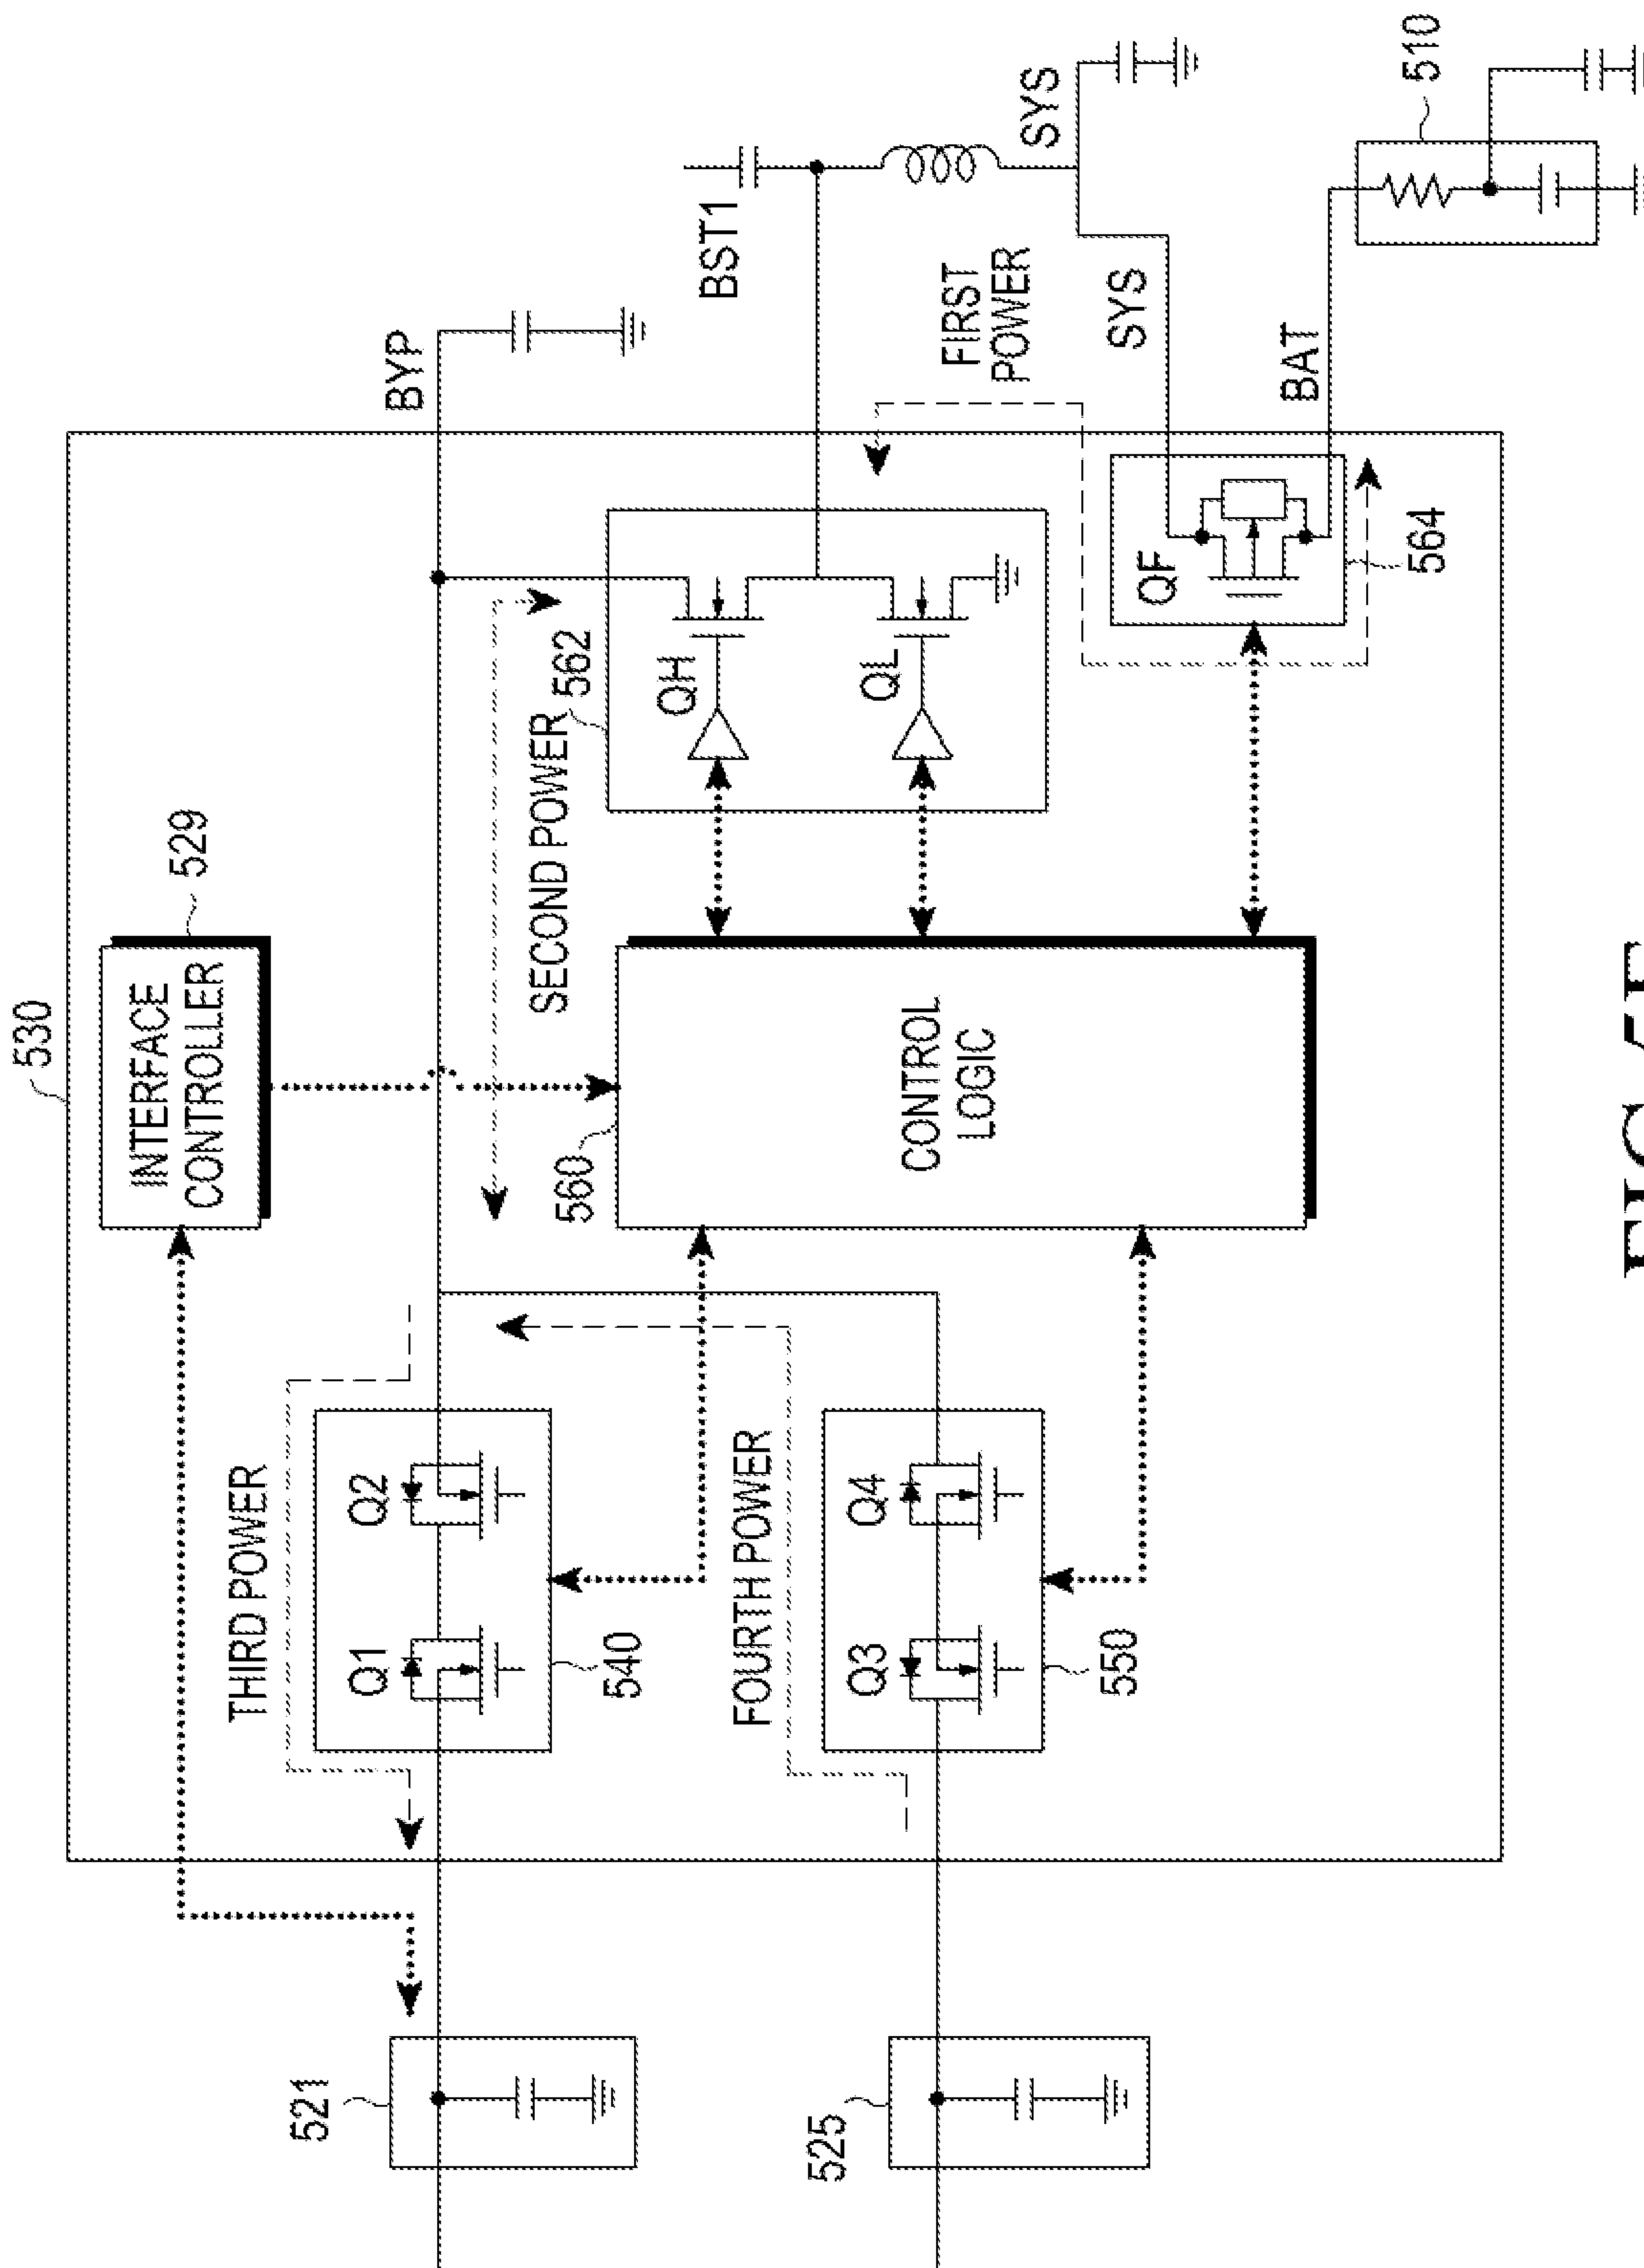 530
INTERFACE
CONTROLLER
529
521
THIRD POWER
Q1
Q2
540
BYP
SECOND POWER
562
QH
QL
BST1
560
CONTROL
LOGIC
FIRST
POWER
SYS
SYS
525
FOURTH POWER
Q3
Q4
550
QF
564
BAT
510